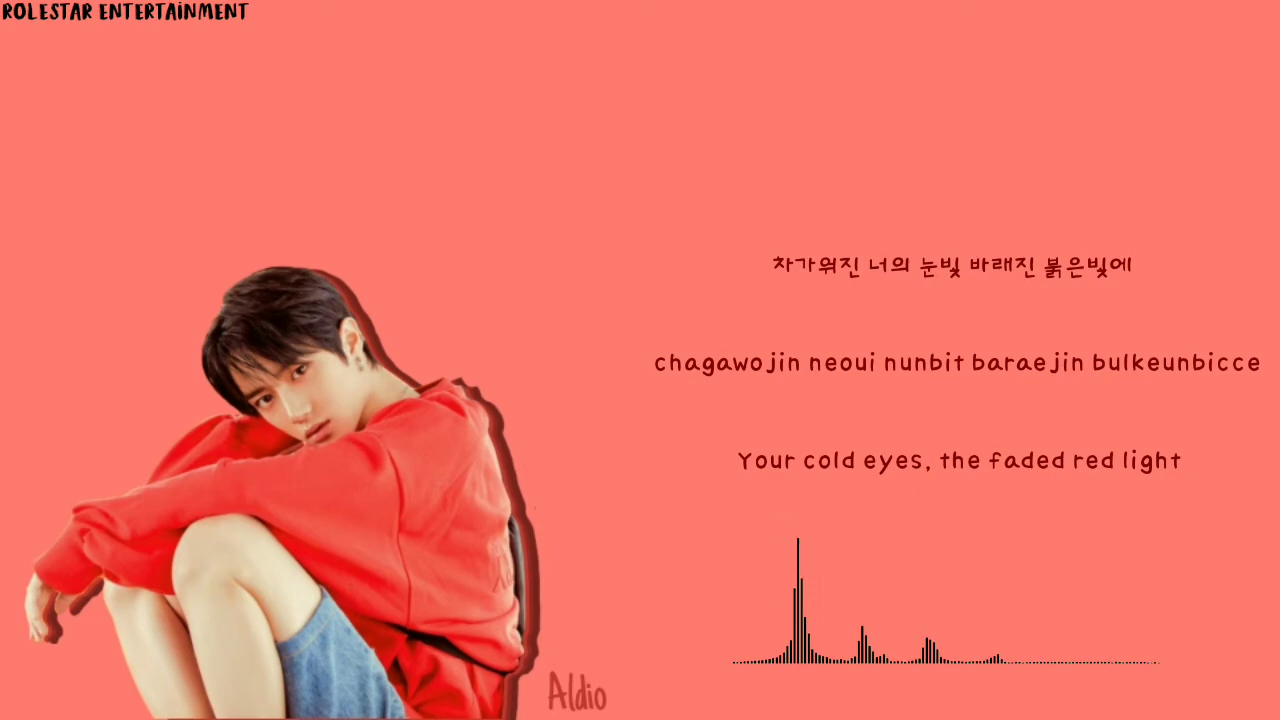 ROLESTAR ENTERTAINMENT
차가워진 너의 눈빛 바래진 붉은빛에
chagawojin neoui nunbit baraejin bulkeunbicce
Your cold eyes, the faded red light
Aldio